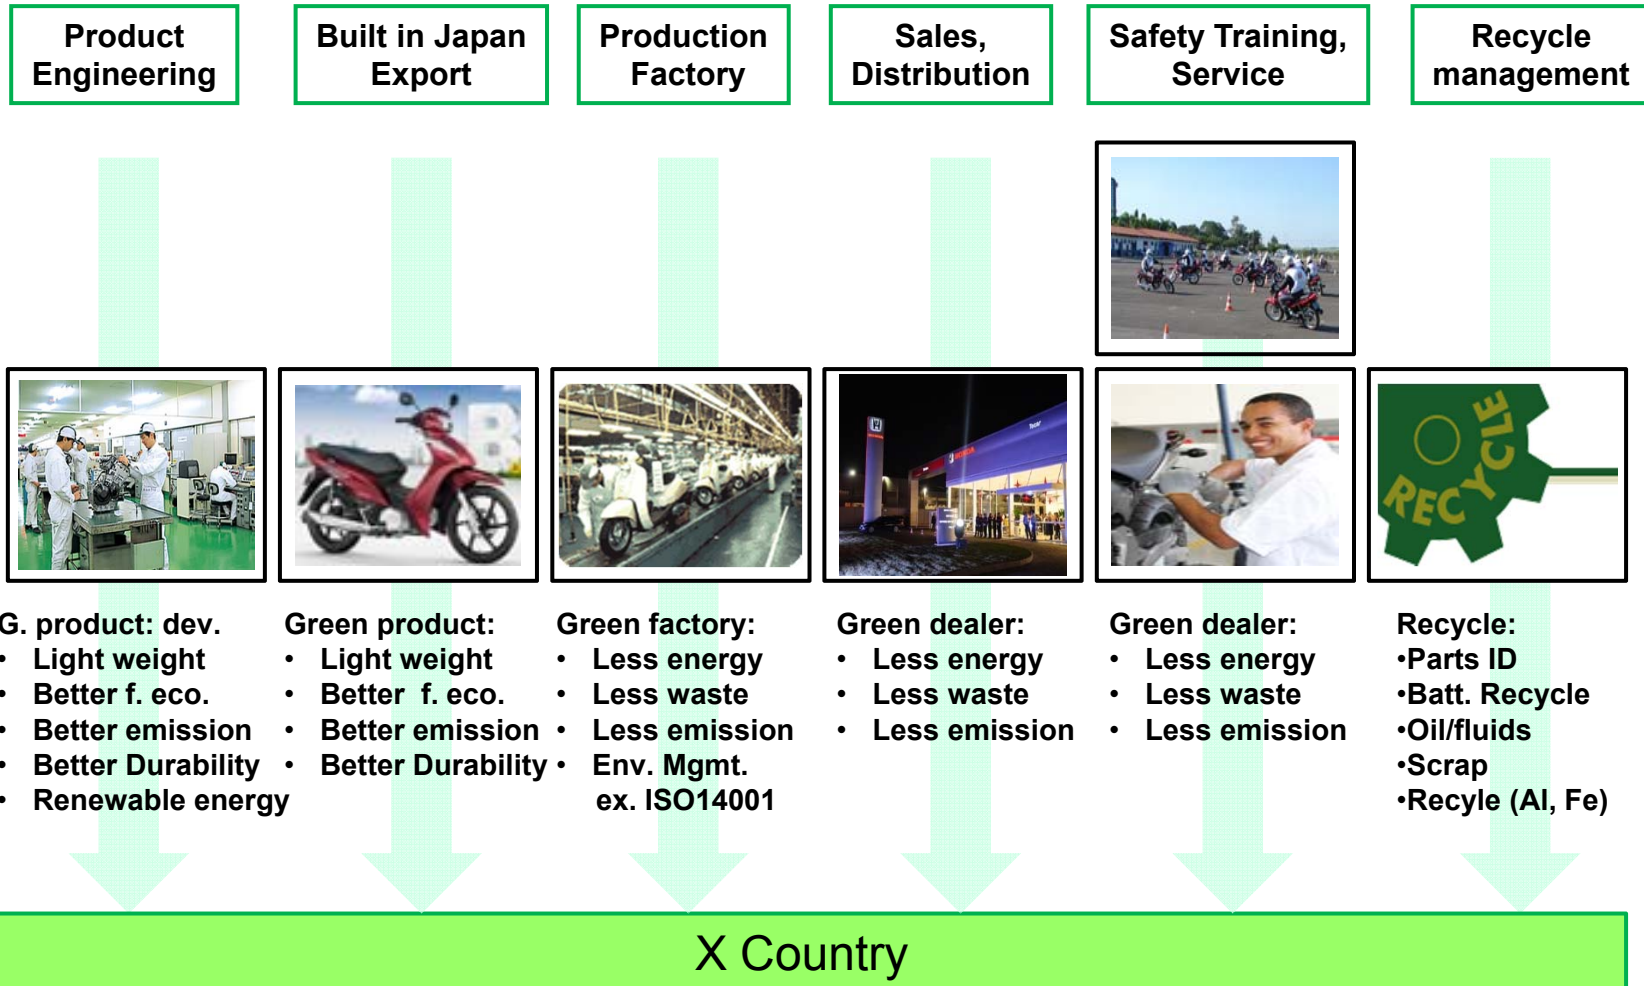 Product
Engineering
Built in Japan
Export
Production
Factory
Sales,
Distribution
Safety Training,
Service
Recycle
management
RECYCLE
G. product: dev.
• Light weight
• Better f. eco.
• Better emission
• Better Durability
• Renewable energy
Green product:
• Light weight
• Better f. eco.
• Better emission
• Better Durability
Green factory:
• Less energy
• Less waste
• Less emission
• Env. Mgmt.
ex. ISO14001
Green dealer:
• Less energy
• Less waste
• Less emission
Green dealer:
• Less energy
• Less waste
• Less emission
Recycle:
•Parts ID
•Batt. Recycle
•Oil/fluids
•Scrap
•Recyle (Al, Fe)
X Country